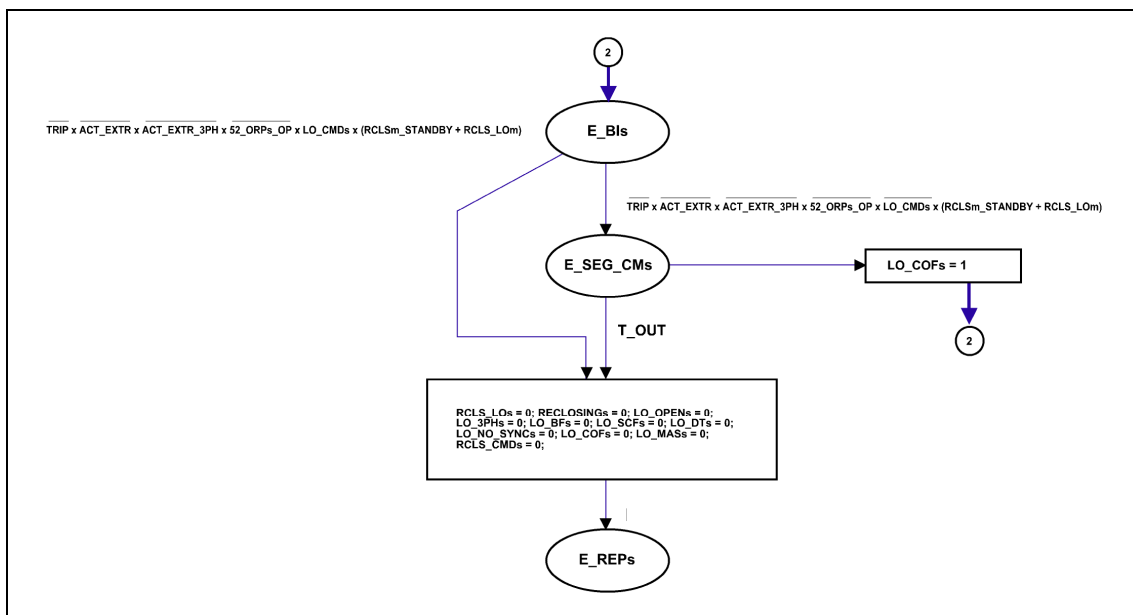 2
TRIP x ACT_EXTR x ACT_EXTR_3PH x 52_ORPs_OP x LO_CMDs x (RCLSm_STANDBY + RCLS_LOm)
E_BIs
TRIP x ACT_EXTR x ACT_EXTR_3PH x 52_ORPs_OP x LO_CMDs x (RCLSm_STANDBY + RCLS_LOm)
E_SEG_CMs
LO_COFs = 1
T_OUT
2
RCLS_LOs = 0; RECLOSINGs = 0; LO_OPENs = 0;
LO_3PHs = 0; LO_BFs = 0; LO_SCFs = 0; LO_DTs = 0;
LO_NO_SYNCs = 0; LO_COFs = 0; LO_MASs = 0;
RCLS_CMDs = 0;
E_REPs